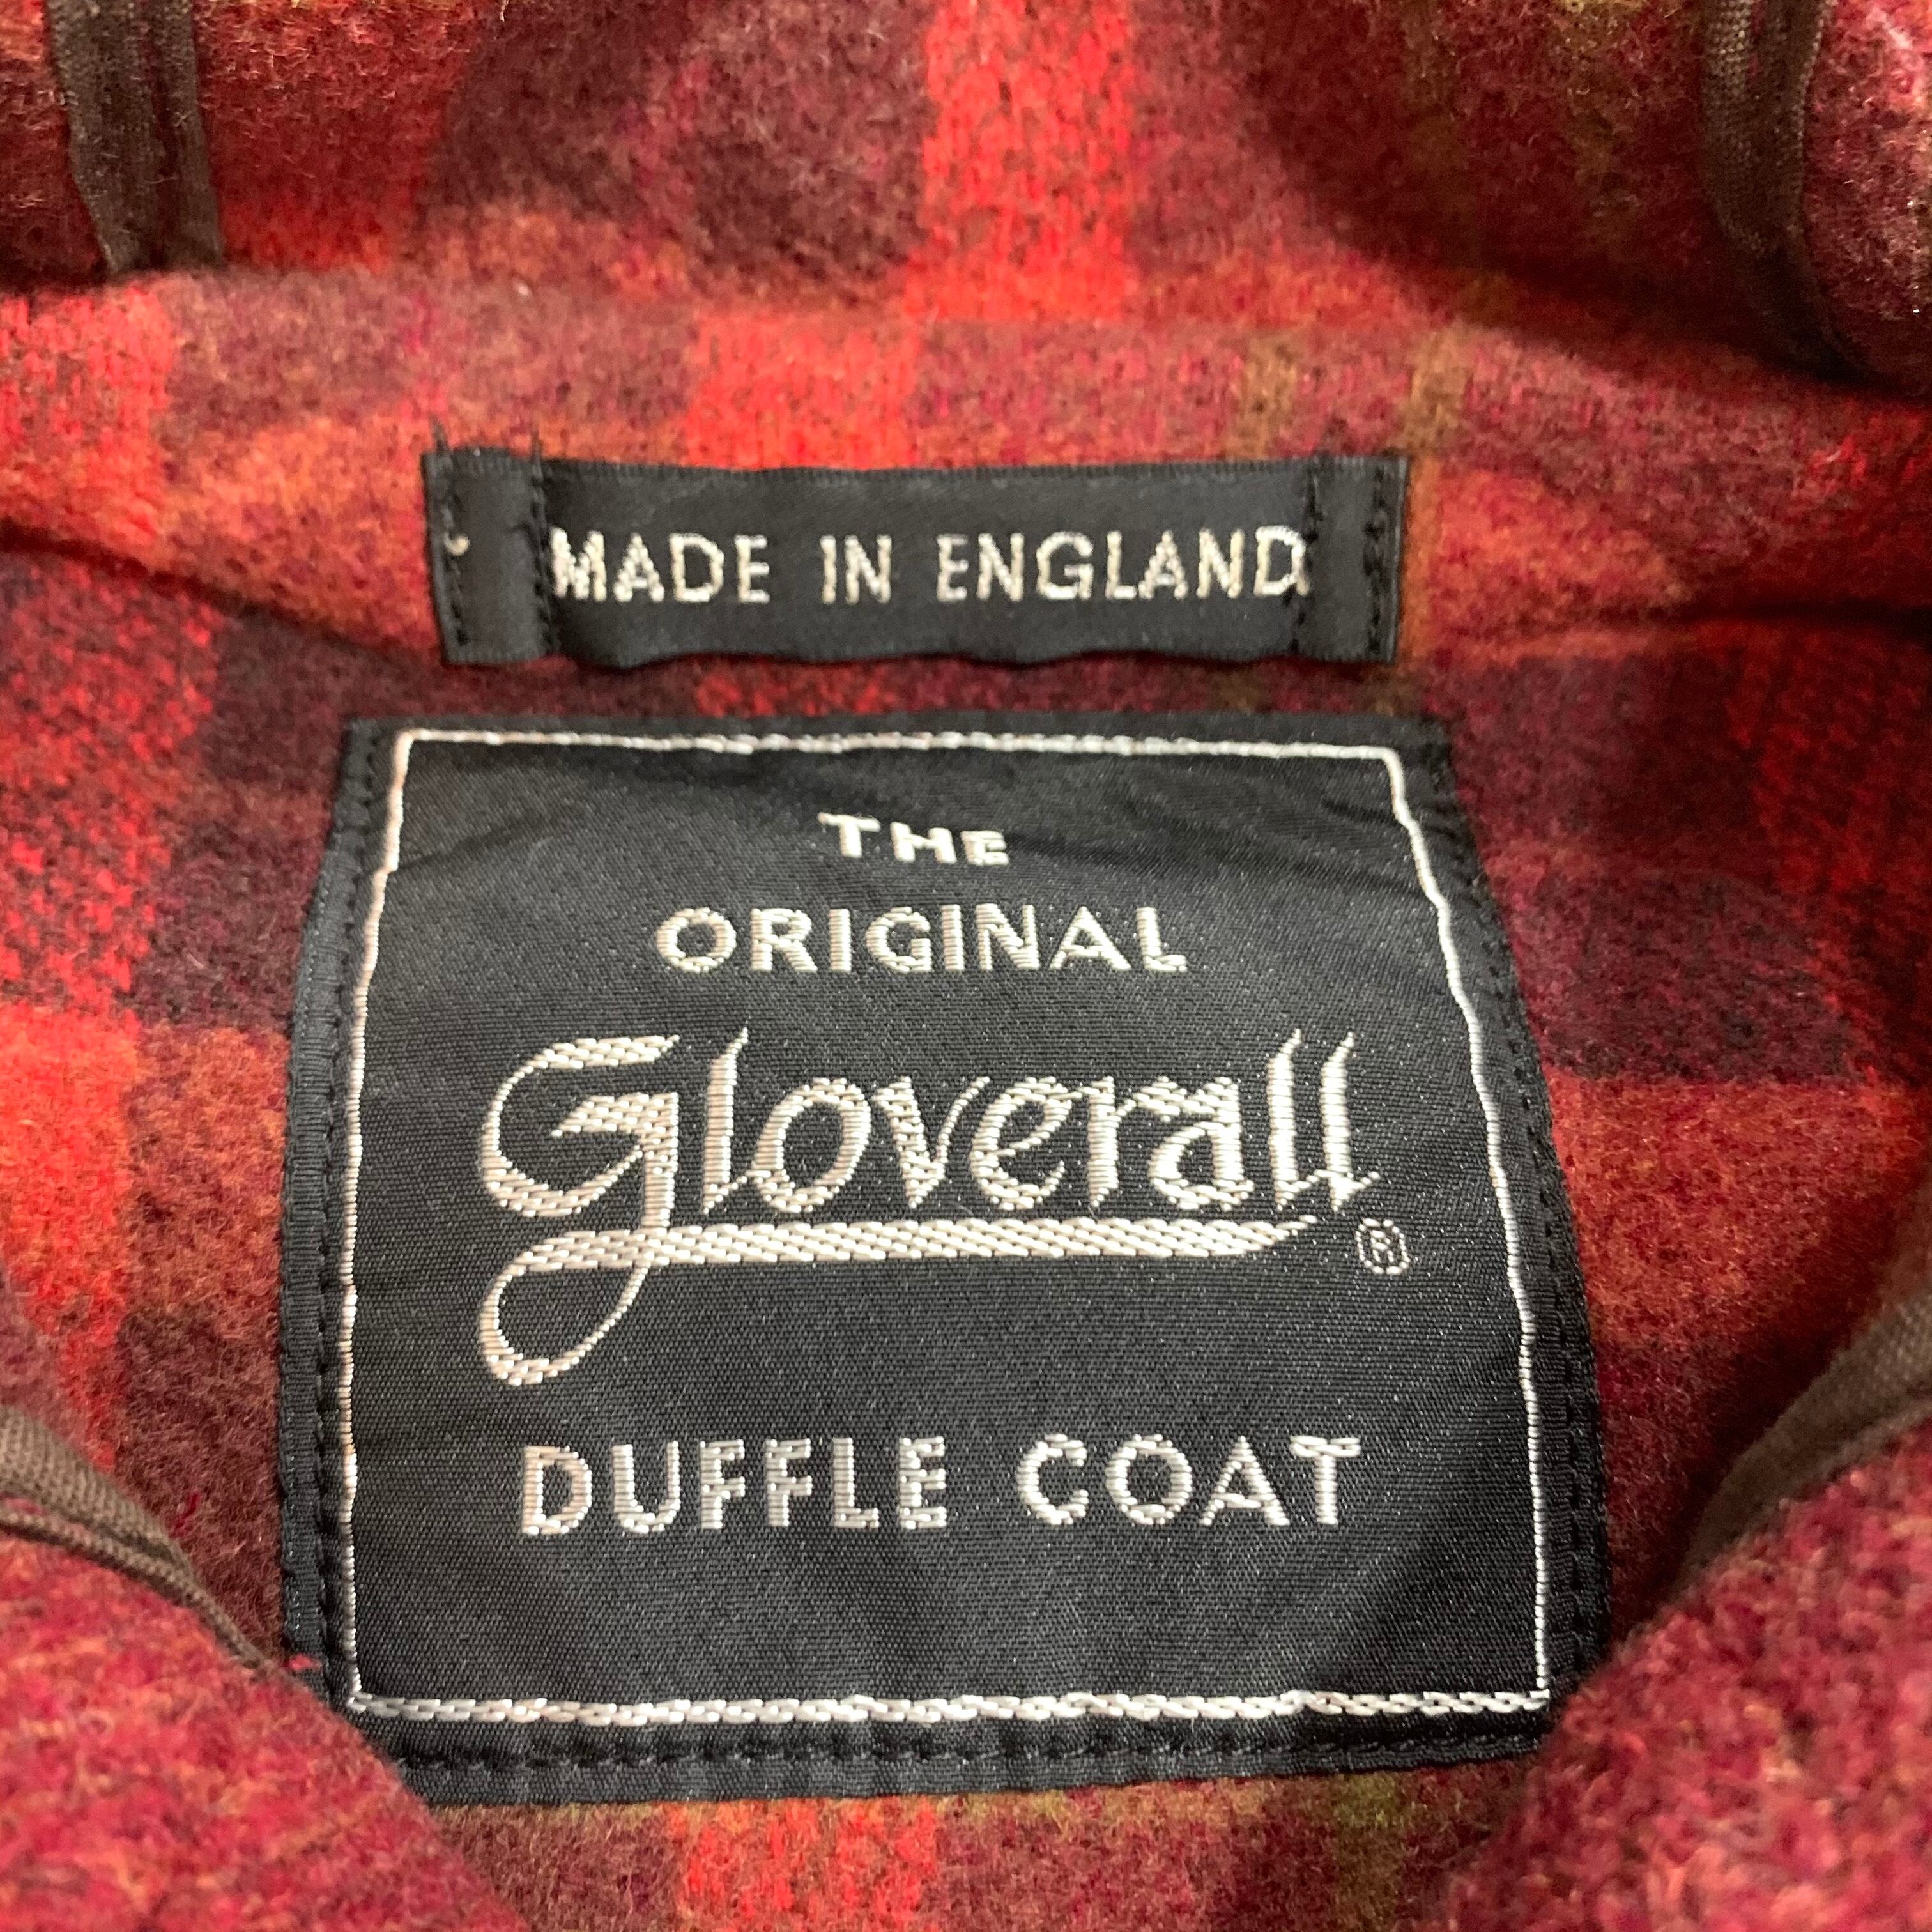 MADE IN ENGLAND
THE
ORIGINAL
Gloverall®
DUFFLE COAT